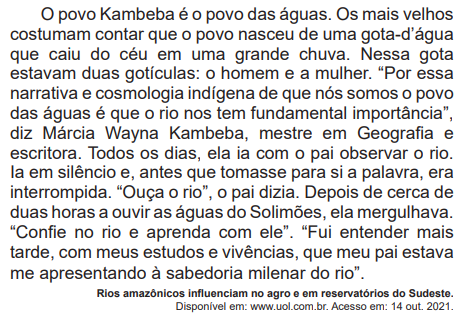 O povo Kambeba é o povo das águas. Os mais velhos
costumam contar que o povo nasceu de uma gota-d’água
que caiu do céu em uma grande chuva. Nessa gota
estavam duas gotículas: o homem e a mulher. “Por essa
narrativa e cosmologia indígena de que nós somos o povo
das águas é que o rio nos tem fundamental importância”,
diz Márcia Wayna Kambeba, mestre em Geografia e
escritora. Todos os dias, ela ia com o pai observar o rio.
Ia em silêncio e, antes que tomasse para si a palavra, era
interrompida. “Ouça o rio”, o pai dizia. Depois de cerca de
duas horas a ouvir as águas do Solimões, ela mergulhava.
“Confie no rio e aprenda com ele”. “Fui entender mais
tarde, com meus estudos e vivências, que meu pai estava
me apresentando à sabedoria milenar do rio”.
Rios amazônicos influenciam no agro e em reservatórios do Sudeste.
Disponível em: www.uol.com.br. Acesso em: 14 out. 2021.